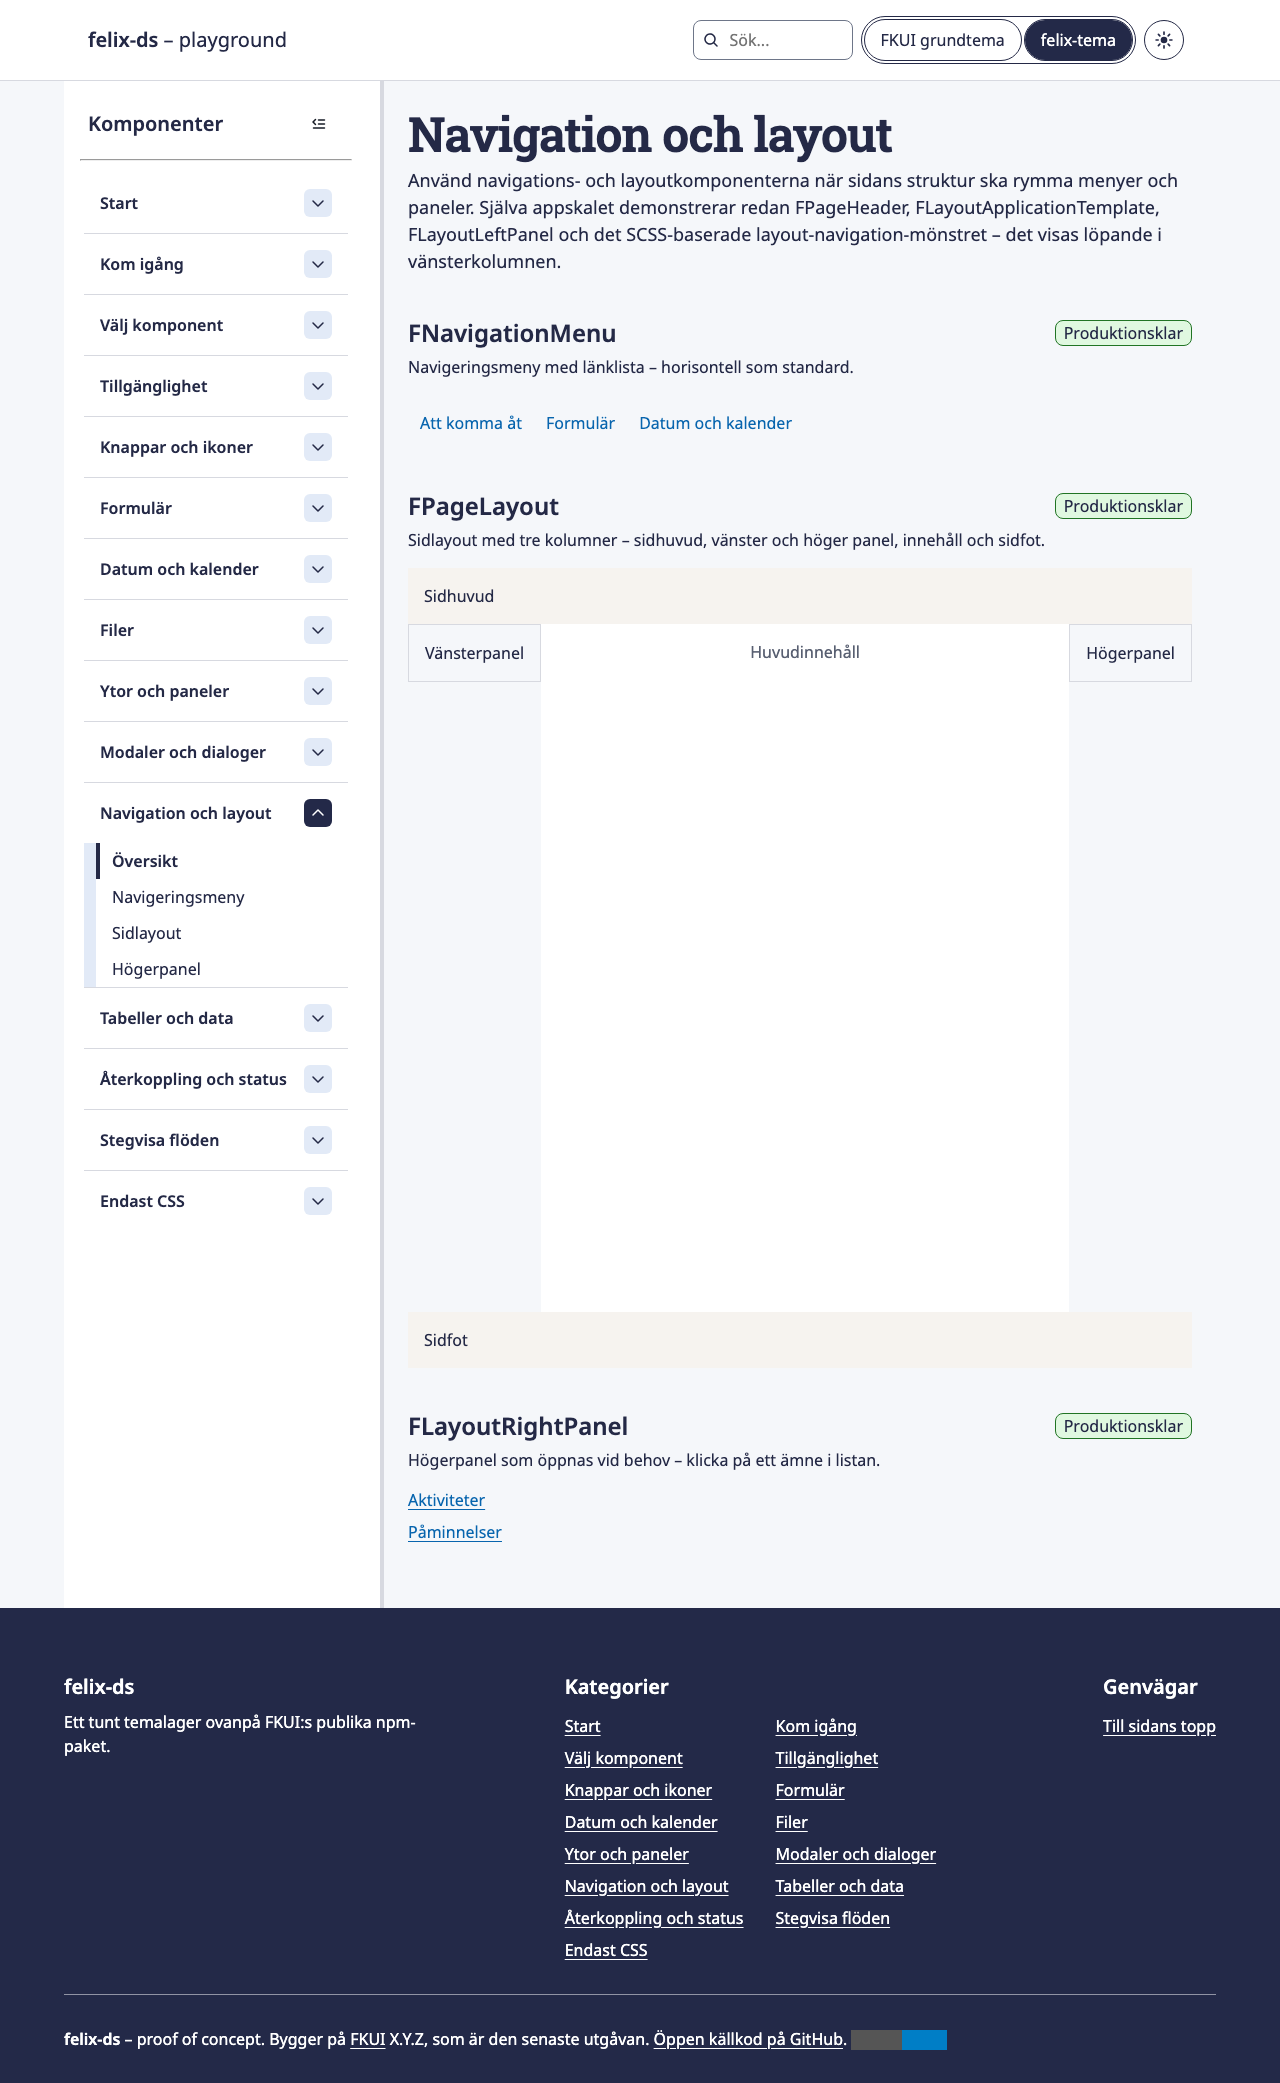 felix-ds – playground
Sök...
FKUI grundtema
felix-tema
Komponenter
Start
Kom igång
Välj komponent
Tillgänglighet
Knappar och ikoner
Formulär
Datum och kalender
Filer
Ytor och paneler
Modaler och dialoger
Navigation och layout
Översikt
Navigeringsmeny
Sidlayout
Högerpanel
Tabeller och data
Återkoppling och status
Stegvisa flöden
Endast CSS
Navigation och layout
Använd navigations- och layoutkomponenterna när sidans struktur ska rymma menyer och
paneler. Själva appskalet demonstrerar redan FPageHeader, FLayoutApplicationTemplate,
FLayoutLeftPanel och det SCSS-baserade layout-navigation-mönstret – det visas löpande i
vänsterkolumnen.
FNavigationMenu
Produktionsklar
Navigeringsmeny med länklista – horisontell som standard.
Att komma åt
Formulär
Datum och kalender
FPageLayout
Produktionsklar
Sidlayout med tre kolumner – sidhuvud, vänster och höger panel, innehåll och sidfot.
Sidhuvud
Vänsterpanel
Huvudinnehåll
Högerpanel
Sidfot
FLayoutRightPanel
Produktionsklar
Högerpanel som öppnas vid behov – klicka på ett ämne i listan.
Aktiviteter
Påminnelser
felix-ds
Ett tunt temalager ovanpå FKUI:s publika npm-
paket.
Kategorier
Start
Kom igång
Välj komponent
Tillgänglighet
Knappar och ikoner
Formulär
Datum och kalender
Filer
Ytor och paneler
Modaler och dialoger
Navigation och layout
Tabeller och data
Återkoppling och status
Stegvisa flöden
Endast CSS
Genvägar
Till sidans topp
felix-ds – proof of concept. Bygger på FKUI X.Y.Z, som är den senaste utgåvan. Öppen källkod på GitHub.